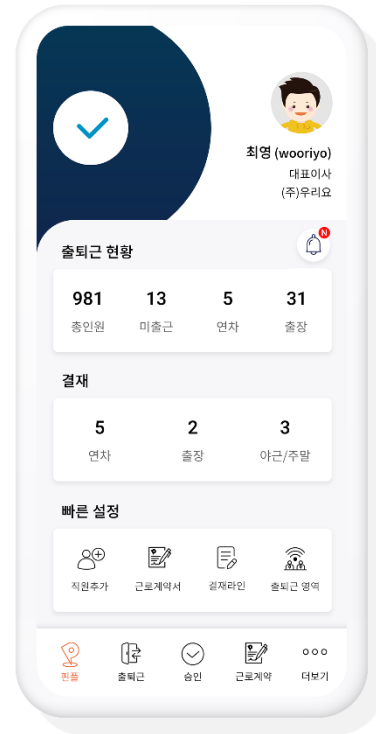 최영 (wooriyo)
대표이사
(주)우리요
출퇴근 현황
N
981 13 5 31
총인원 미출근 연차 출장
결재
5 2 3
연차 출장 야근/주말
빠른 설정
직원추가 근로계약서 결재라인 출퇴근 영역
핀플 출퇴근 승인 근로계약 더보기